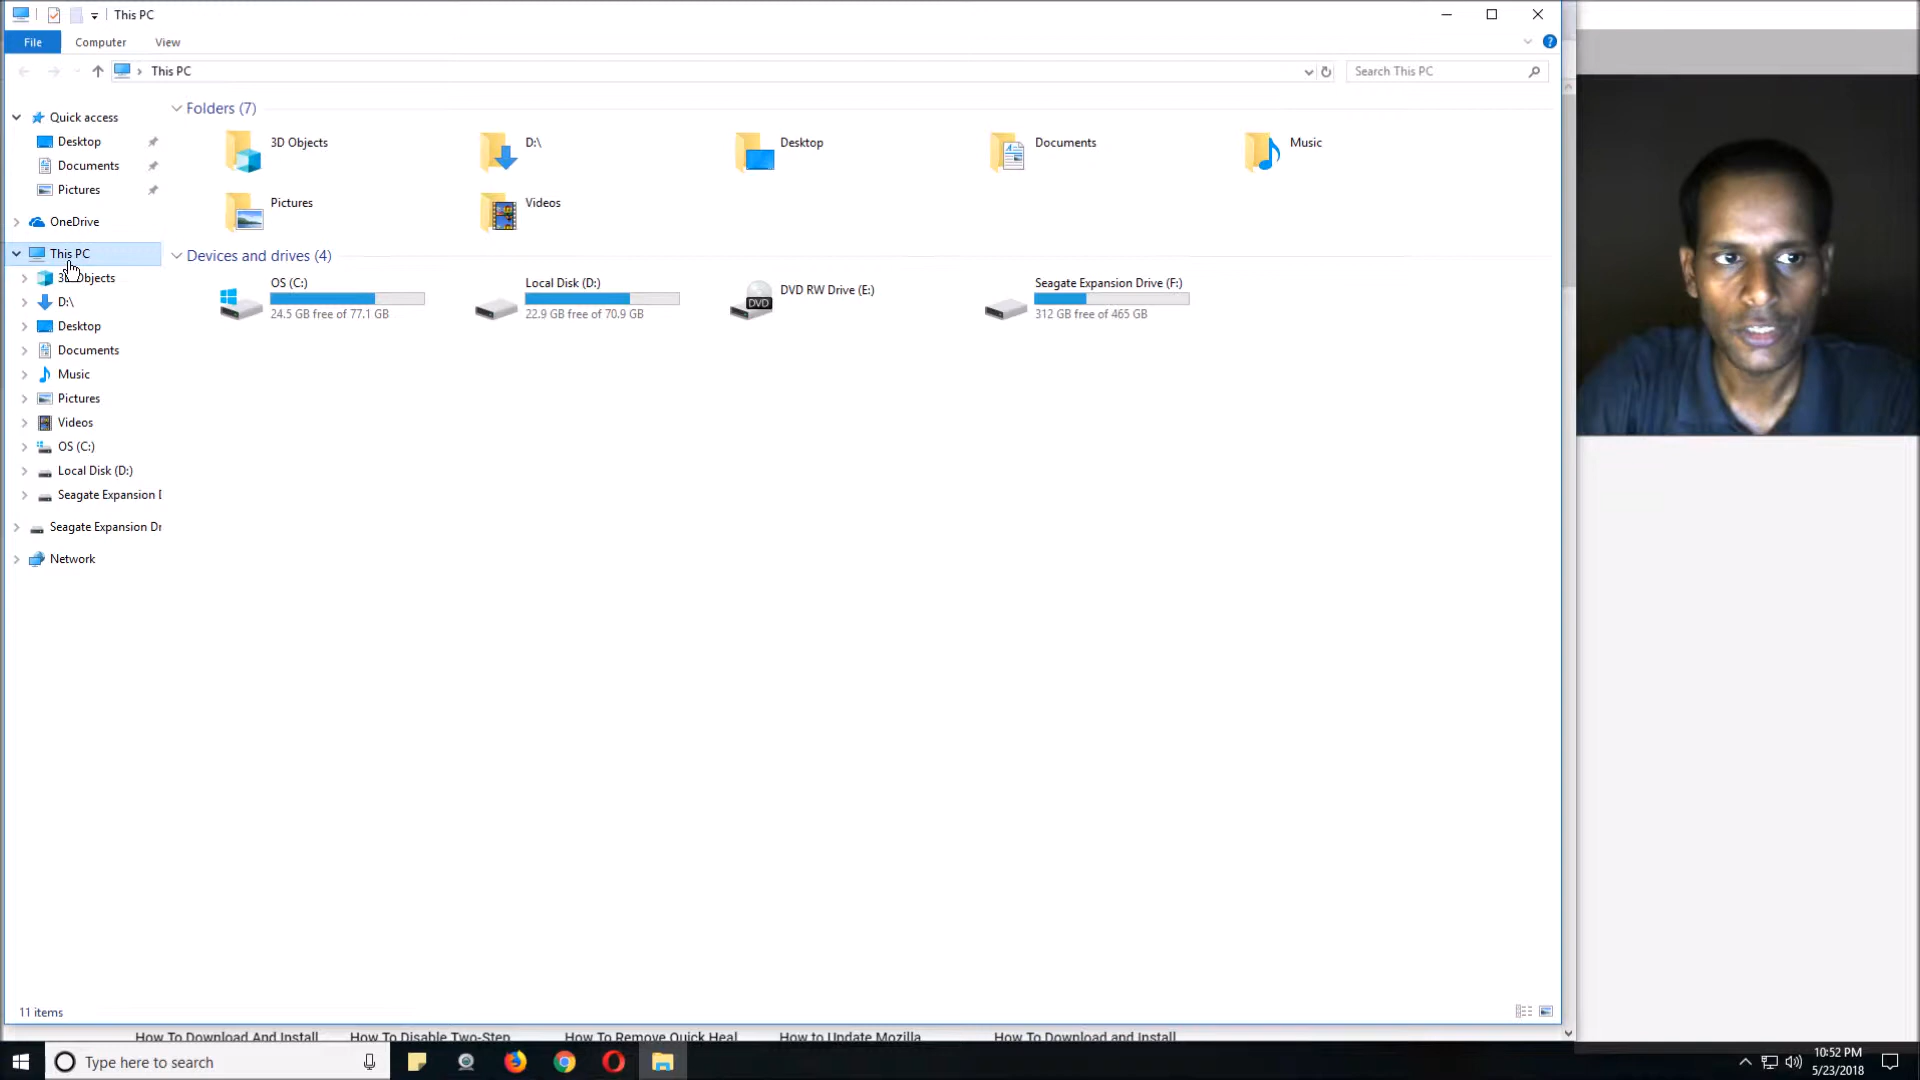 This PC
File Computer View
This PC
Search This PC
Quick access
Desktop
Documents
Pictures
OneDrive
This PC
3D Objects
D:\
Desktop
Documents
Music
Pictures
Videos
OS (C:)
Local Disk (D:)
Seagate Expansion D
Seagate Expansion Dr
Network
Folders (7)
3D Objects
D:\
Desktop
Documents
Music
Pictures
Videos
Devices and drives (4)
OS (C:)
24.5 GB free of 77.1 GB
Local Disk (D:)
22.9 GB free of 70.9 GB
DVD
DVD RW Drive (E:)
Seagate Expansion Drive (F:)
312 GB free of 465 GB
11 items
How To Download And Install
How To Disable Two-Step
How To Remove Quick Heal
How to Update Mozilla
How To Download and Install
Type here to search
10:52 PM
5/23/2018